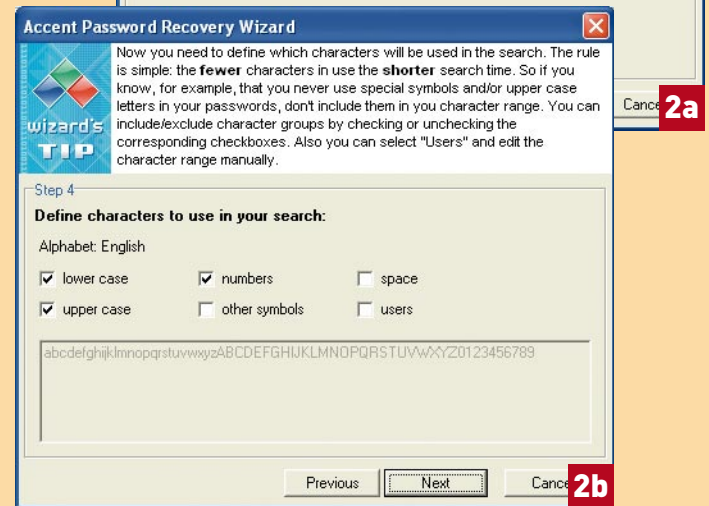 Accent Password Recovery Wizard
Now you need to define which characters will be used in the search. The rule
is simple: the fewer characters in use the shorter search time. So if you
know, for example, that you never use special symbols and/or upper case
letters in your passwords, don't include them in you character range. You can
include/exclude character groups by checking or unchecking the
corresponding checkboxes. Also you can select "Users" and edit the
character range manually.
wizard's
TIP
2a
Step 4
Define characters to use in your search:
Alphabet: English
lower case numbers space
upper case other symbols users
abcdefghijklmnopqrstuvwxyzABCDEFGHIJKLMNOPQRSTUVWXYZ0123456789
Previous Next
2b